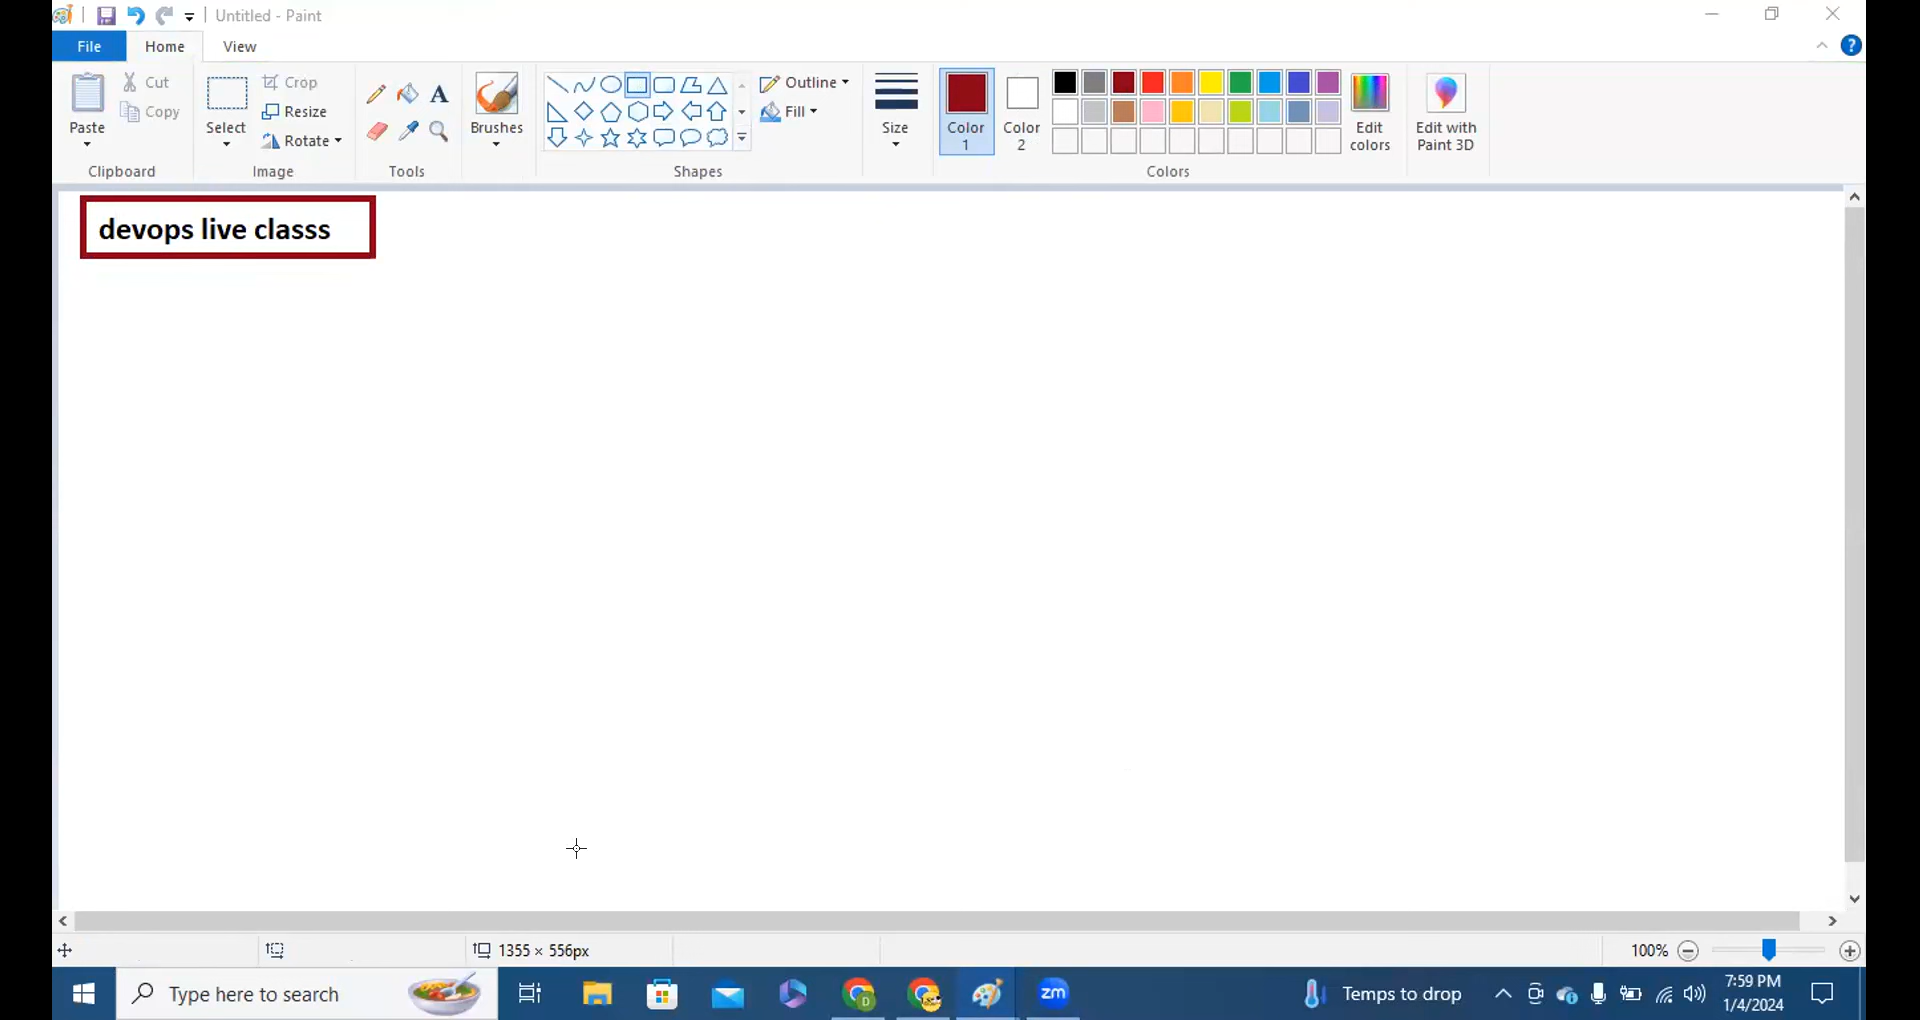 Untitled - Paint
File Home View
Paste
Cut
Copy
Clipboard
Select
Crop
Resize
Rotate
Image
A
Tools
Brushes
Shapes
Outline
Fill
Size
Color 1
Color 2
Colors
Edit colors
Edit with Paint 3D
?
devops live classs
1355 × 556px
100%
Type here to search
D
zm
Temps to drop
7:59 PM
1/4/2024